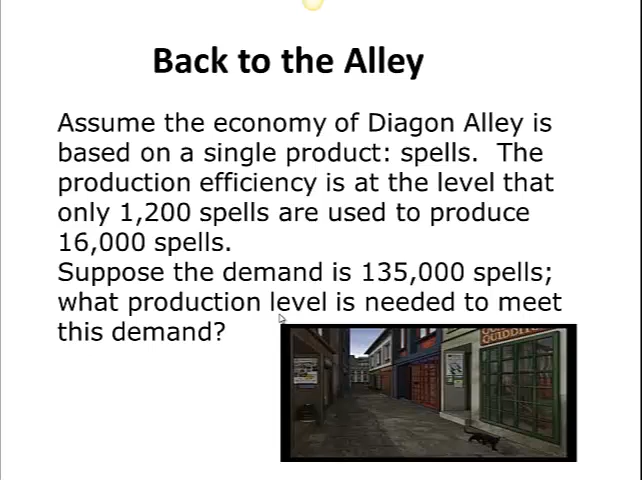 Back to the Alley
Assume the economy of Diagon Alley is
based on a single product: spells. The
production efficiency is at the level that
only 1,200 spells are used to produce
16,000 spells.
Suppose the demand is 135,000 spells;
what production level is needed to meet
this demand?
QUIDDITCH